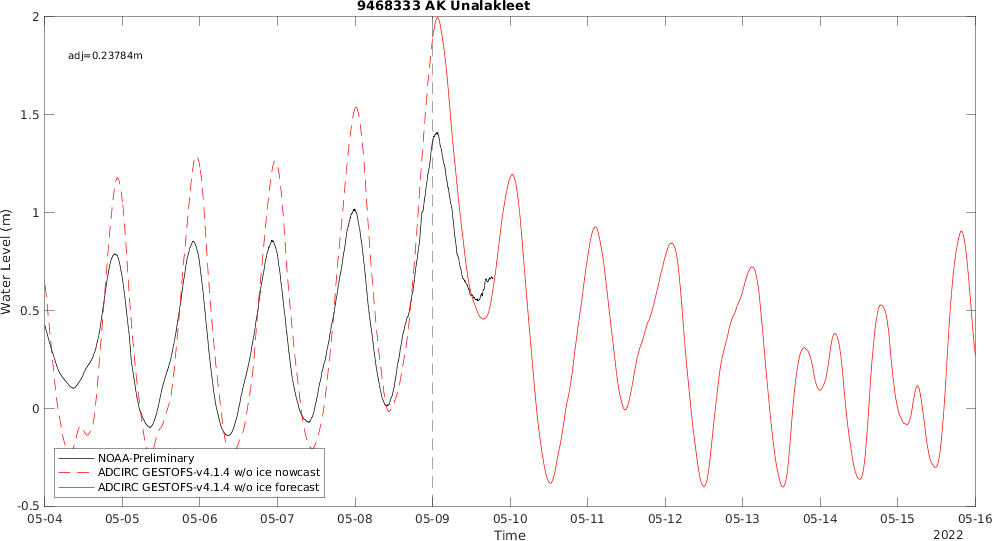 9468333 AK Unalakleet
adj=0.23784m
Water Level (m)
2
1.5
1
0.5
0
-0.5
NOAA-Preliminary
ADCIRC GESTOFS-v4.1.4 w/o ice nowcast
ADCIRC GESTOFS-v4.1.4 w/o ice forecast
05-04 05-05 05-06 05-07 05-08 05-09 05-10 05-11 05-12 05-13 05-14 05-15 05-16
Time
2022